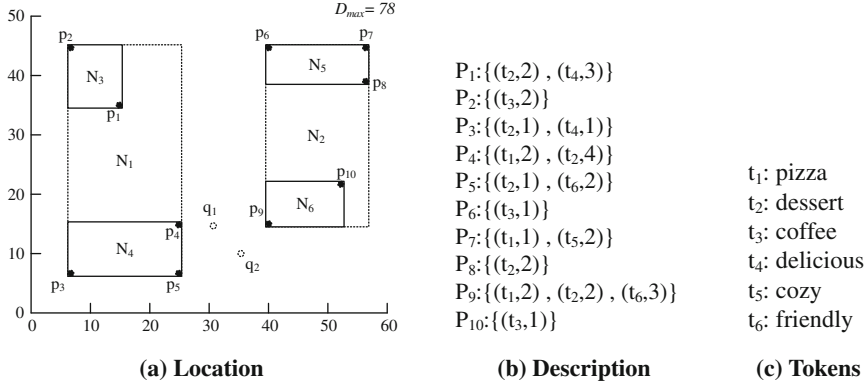 D_max = 78
50
40
30
20
10
0
0 10 20 30 40 50 60
p₂
N₃
p₁
N₁
p₄
N₄
p₃
p₅
q₁
q₂
p₆
p₇
N₅
p₈
N₂
p₁₀
p₉
N₆
(a) Location
P₁:{(t₂,2) , (t₄,3)}
P₂:{(t₃,2)}
P₃:{(t₂,1) , (t₄,1)}
P₄:{(t₁,2) , (t₂,4)}
P₅:{(t₂,1) , (t₆,2)}
P₆:{(t₃,1)}
P₇:{(t₁,1) , (t₅,2)}
P₈:{(t₂,2)}
P₉:{(t₁,2) , (t₂,2) , (t₆,3)}
P₁₀:{(t₃,1)}
(b) Description
t₁: pizza
t₂: dessert
t₃: coffee
t₄: delicious
t₅: cozy
t₆: friendly
(c) Tokens